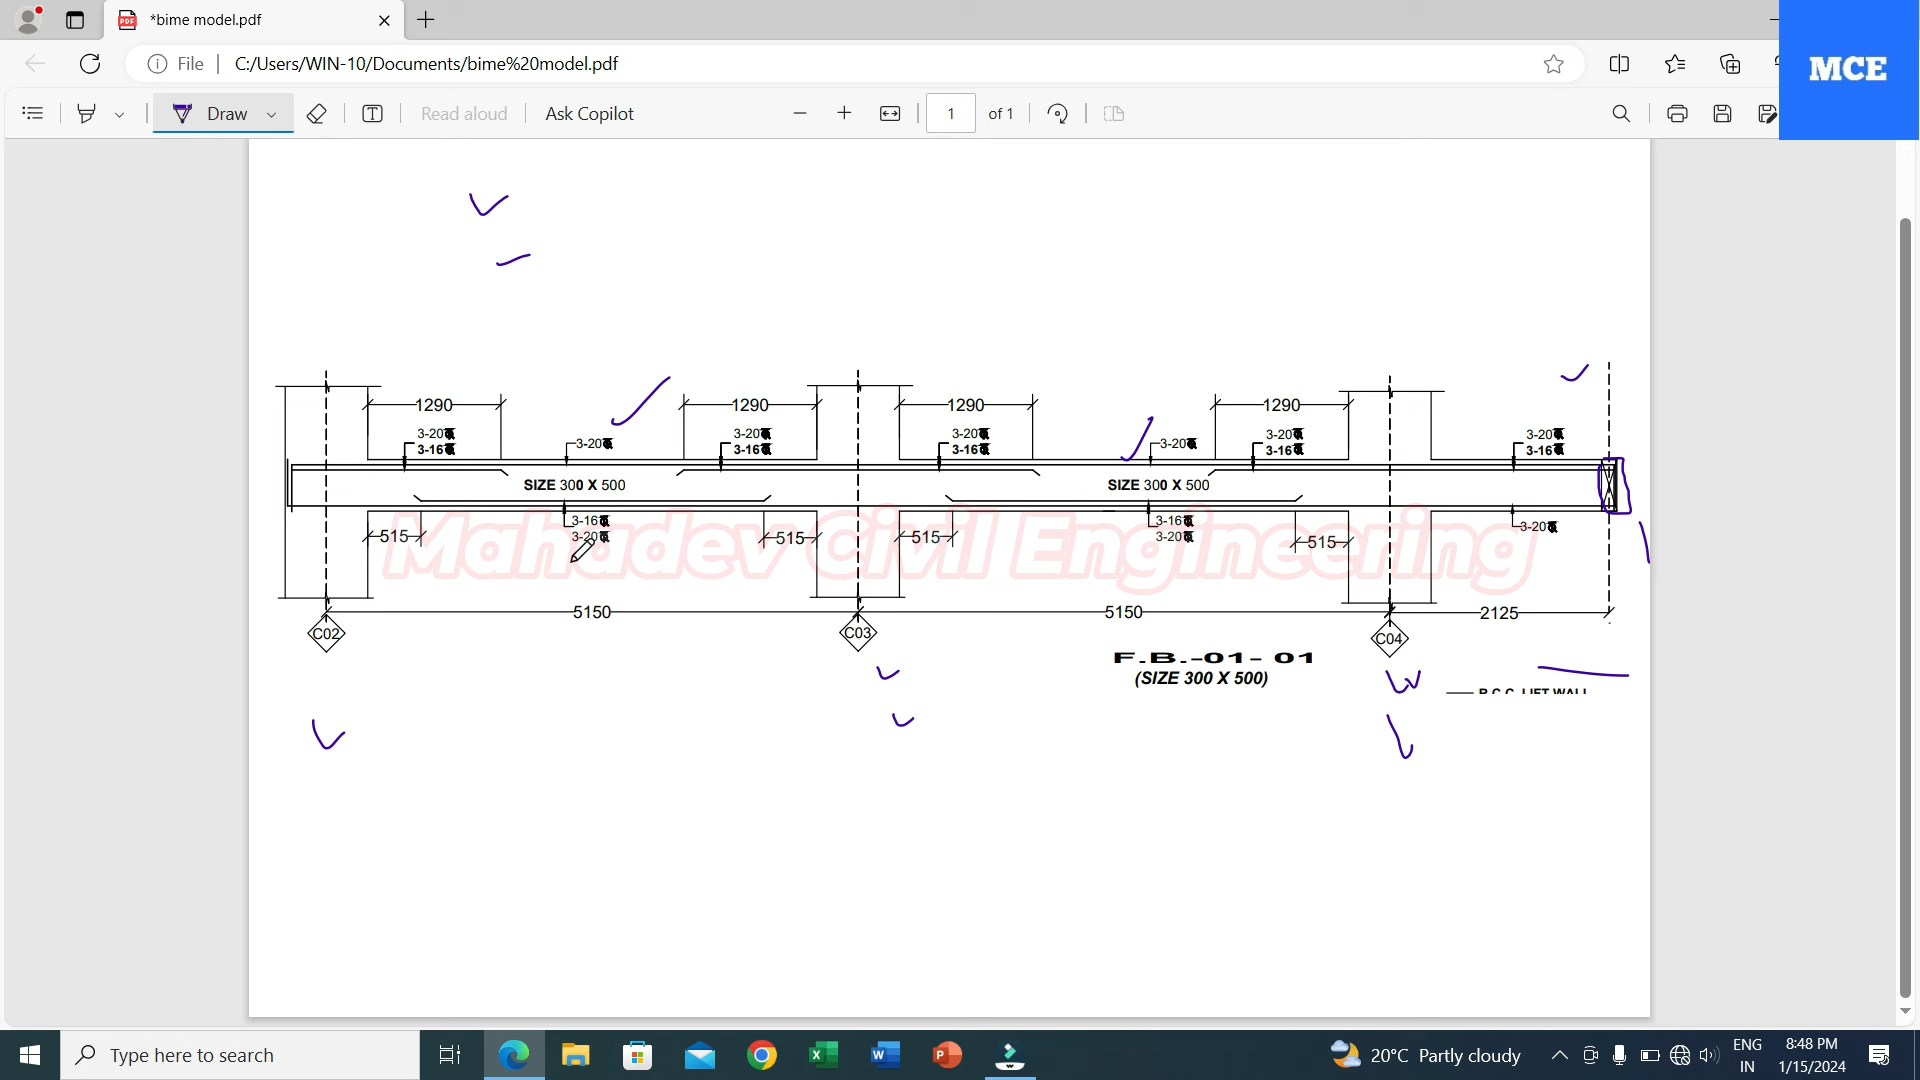 *bime model.pdf
File
C:/Users/WIN-10/Documents/bime%20model.pdf
MCE
Draw
Read aloud
Ask Copilot
1
of 1
1290
1290
1290
1290
3-20
3-16
3-20
3-20
3-16
3-20
3-16
3-20
3-20
3-16
3-20
3-16
SIZE 300 X 500
SIZE 300 X 500
3-16
3-20
3-16
3-20
3-20
515
515
515
515
Mahadev Civil Engineering
5150
5150
2125
C02
C03
C04
F.B.-01- 01
(SIZE 300 X 500)
R.C.C. LIFT WALL
Type here to search
20°C Partly cloudy
ENG
IN
8:48 PM
1/15/2024